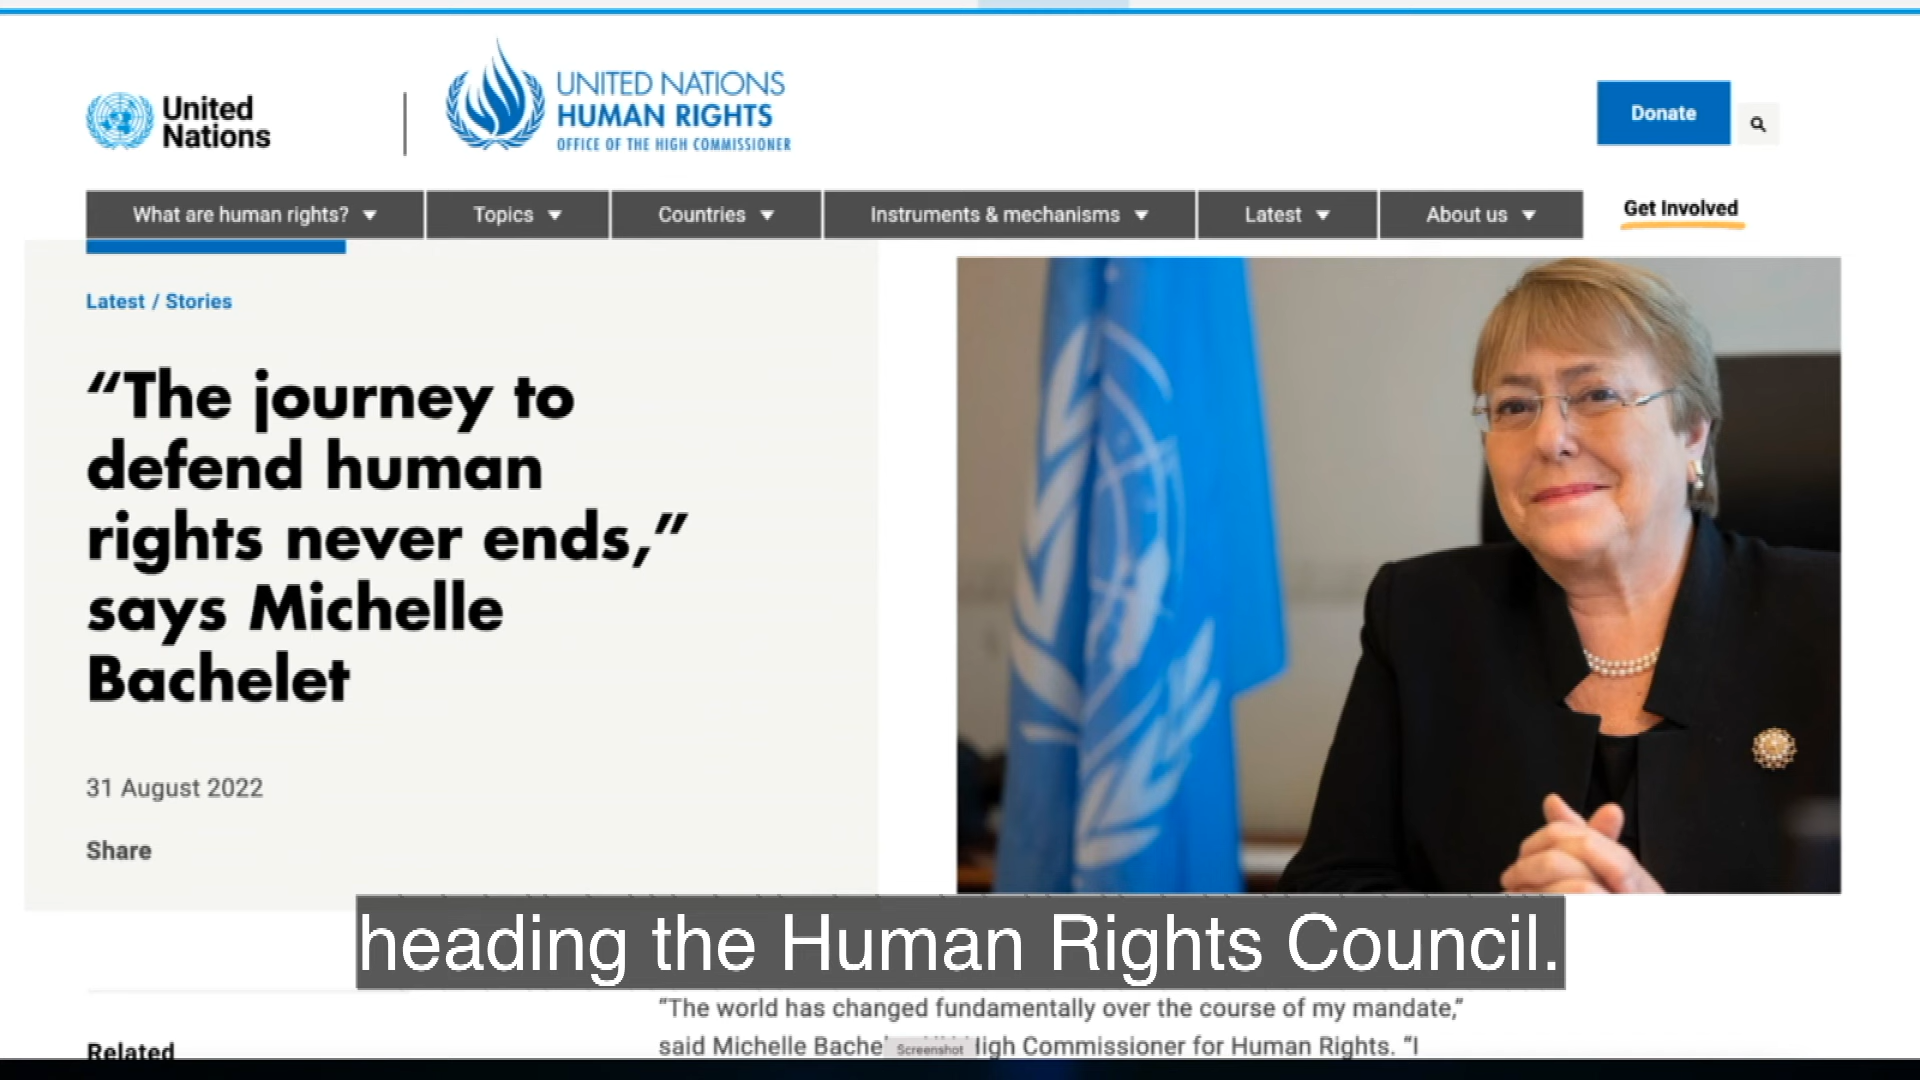 United
Nations
UNITED NATIONS
HUMAN RIGHTS
OFFICE OF THE HIGH COMMISSIONER
Donate
What are human rights?
Topics
Countries
Instruments & mechanisms
Latest
About us
Get Involved
Latest / Stories
“The journey to
defend human
rights never ends,”
says Michelle
Bachelet
31 August 2022
Share
heading the Human Rights Council.
“The world has changed fundamentally over the course of my mandate,”
said Michelle High Commissioner for Human Rights. “I
Screenshot
Related